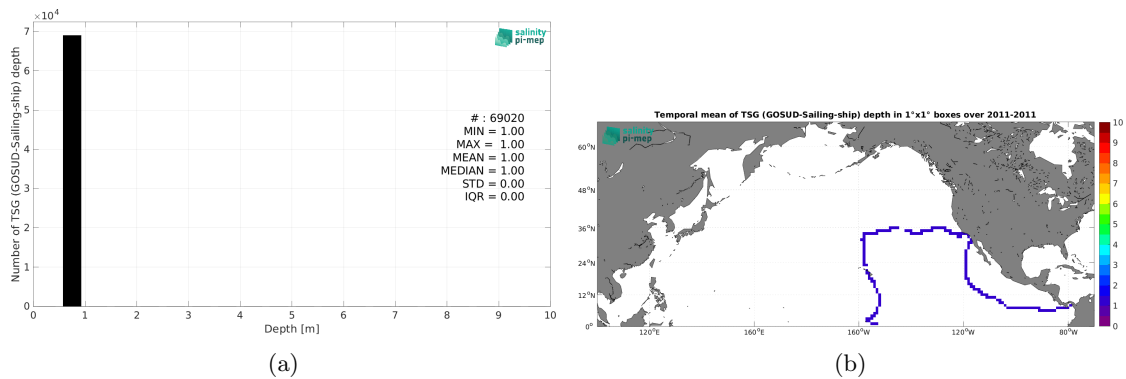 ×10⁴
7
6
5
4
3
2
1
0
Number of TSG (GOSUD-Sailing-ship) depth
salinity
pi-mep
# : 69020
MIN = 1.00
MAX = 1.00
MEAN = 1.00
MEDIAN = 1.00
STD = 0.00
IQR = 0.00
0 1 2 3 4 5 6 7 8 9 10
Depth [m]
(a)
Temporal mean of TSG (GOSUD-Sailing-ship) depth in 1°x1° boxes over 2011-2011
salinity
pi-mep
60°N
48°N
36°N
24°N
12°N
0°
120°E 160°E 160°W 120°W 80°W
10
9
8
7
6
5
4
3
2
1
0
(b)